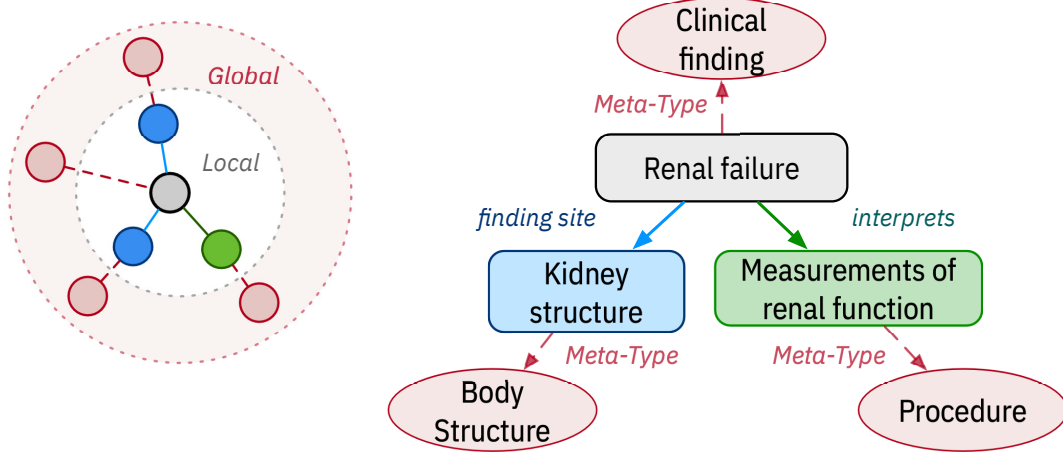 Global
Local
Clinical
finding
Meta-Type
Renal failure
finding site
interprets
Kidney
structure
Measurements of
renal function
Meta-Type
Meta-Type
Body
Structure
Procedure